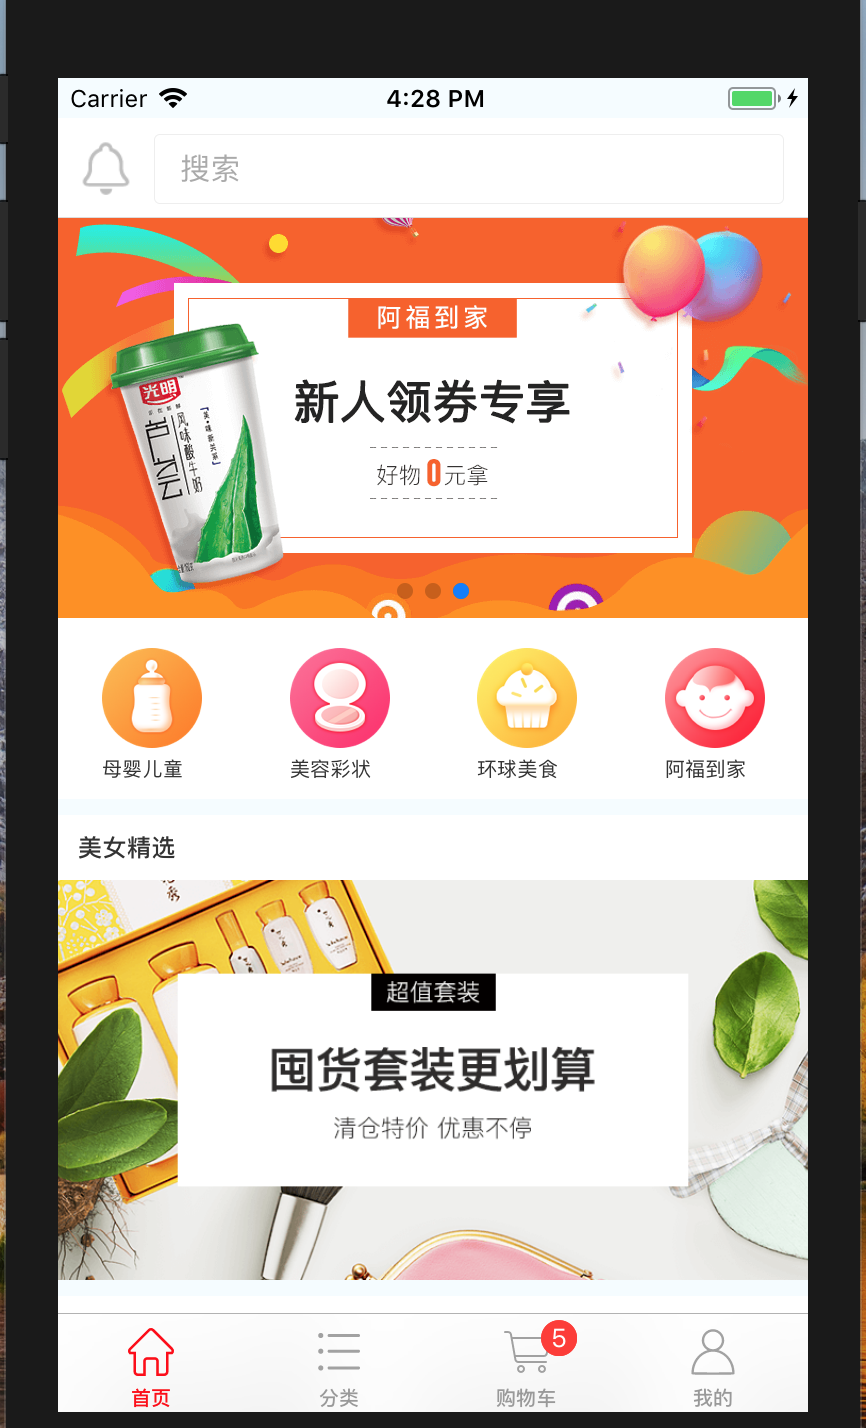 Carrier 4:28 PM
搜索
阿福到家
新人领券专享
好物0元拿
光明
风味酸牛奶
母婴儿童 美容彩状 环球美食 阿福到家
美女精选
超值套装
囤货套装更划算
清仓特价 优惠不停
5
首页 分类 购物车 我的